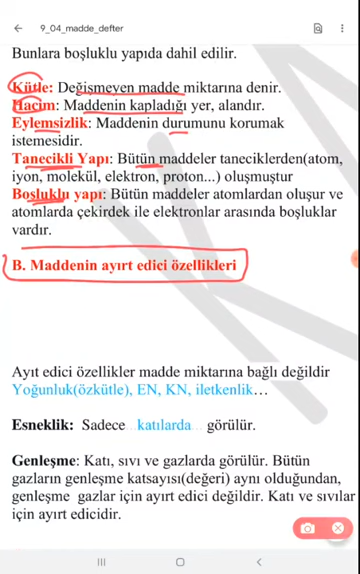 9_04_madde_defter
Bunlara boşluklu yapıda dahil edilir.
Kütle: Değişmeyen madde miktarına denir.
Hacim: Maddenin kapladığı yer, alandır.
Eylemsizlik: Maddenin durumunu korumak
istemesidir.
Tanecikli Yapı: Bütün maddeler taneciklerden(atom,
iyon, molekül, elektron, proton...) oluşmuştur
Boşluklu yapı: Bütün maddeler atomlardan oluşur ve
atomlarda çekirdek ile elektronlar arasında boşluklar
vardır.
B. Maddenin ayırt edici özellikleri
Ayıt edici özellikler madde miktarına bağlı değildir
Yoğunluk(özkütle), EN, KN, iletkenlik…
Esneklik: Sadece katılarda görülür.
Genleşme: Katı, sıvı ve gazlarda görülür. Bütün
gazların genleşme katsayısı(değeri) aynı olduğundan,
genleşme gazlar için ayırt edici değildir. Katı ve sıvılar
için ayırt edicidir.